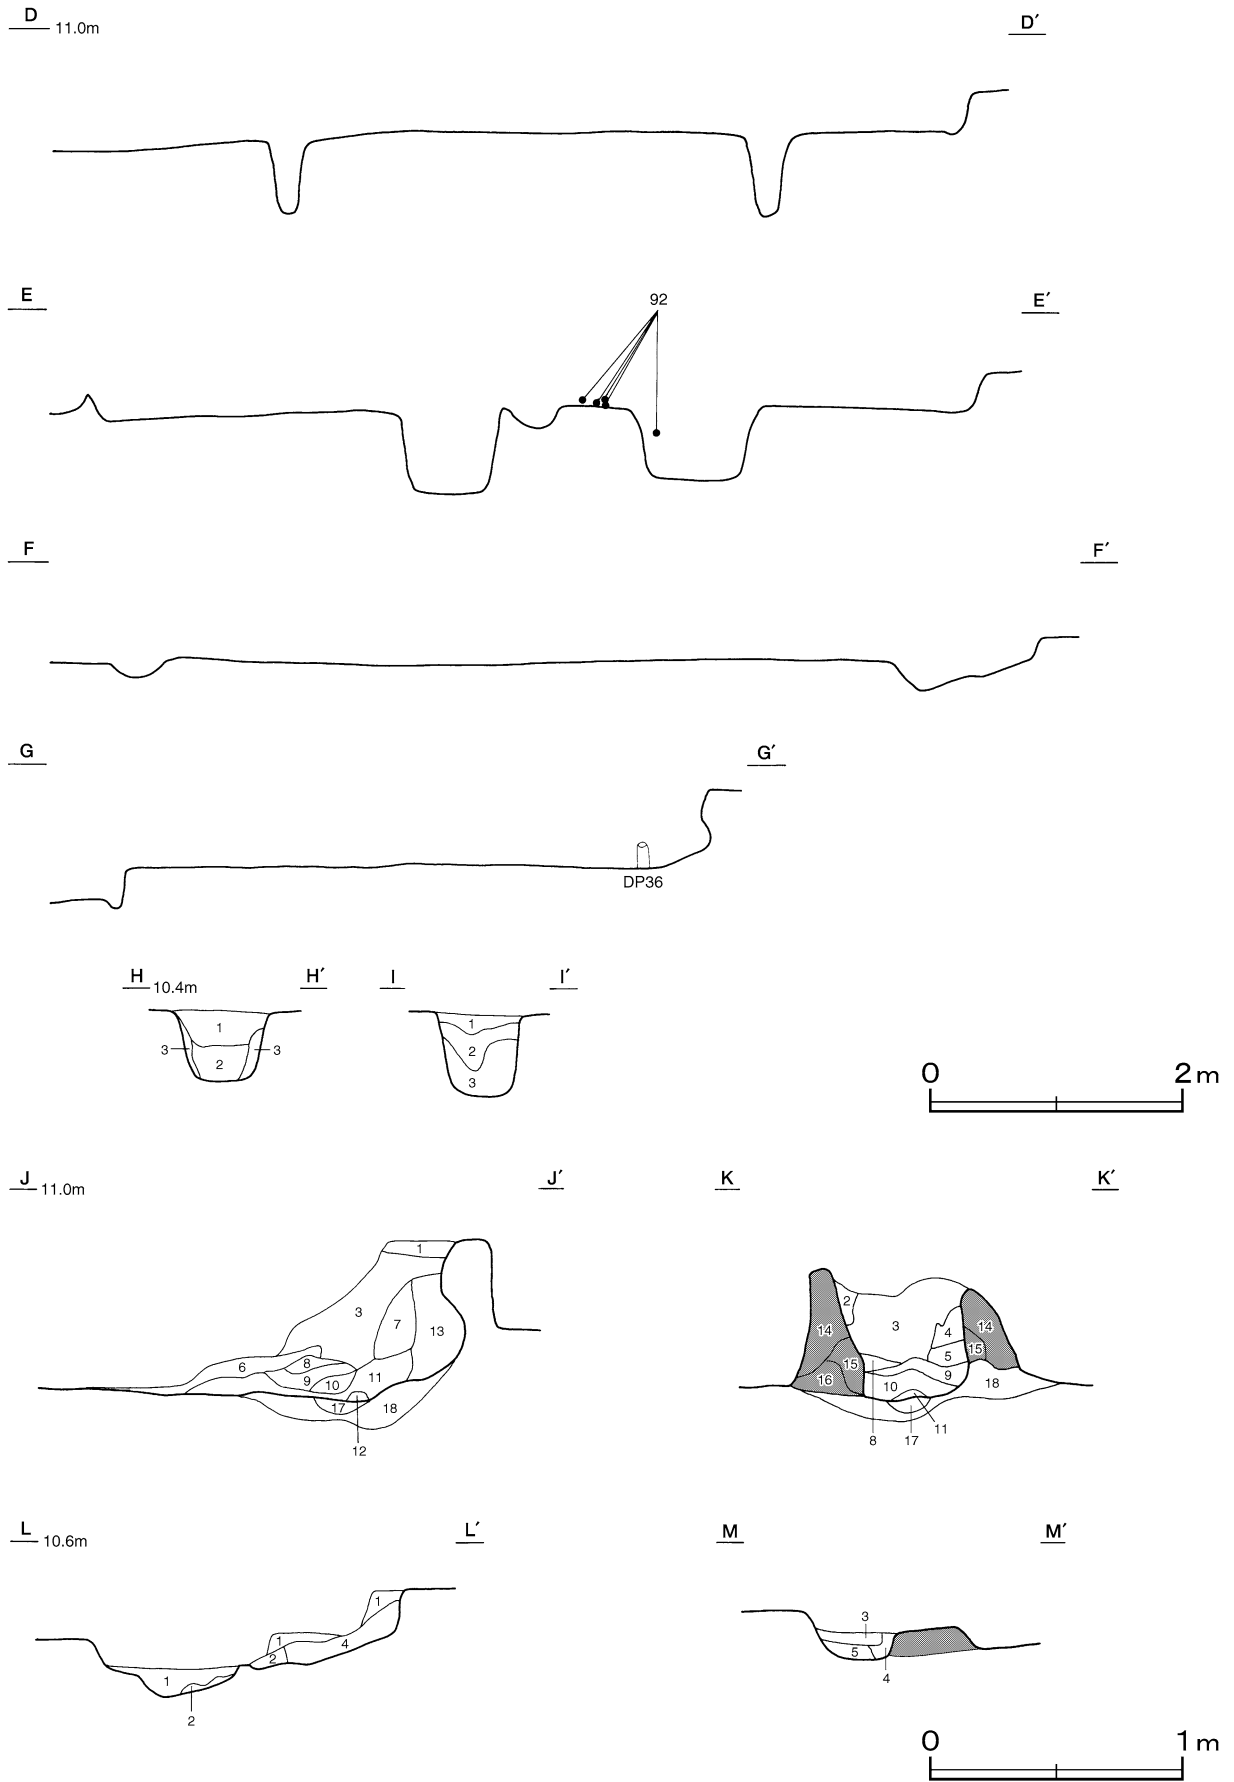 D 11.0m D′
E 92 E′
F F′
G G′
DP36
H 10.4m H′ I I′
1 1
3 3 2
2 3
0 2m
J 11.0m J′ K K′
1
2
3 3 14 14
7 13 4
15
6 8 15 5
9 10 11 16 10 9 18
17 18
12 8 17 11
L 10.6m L′ M M′
1 3
1 4
2 5
1 4
2
0 1m